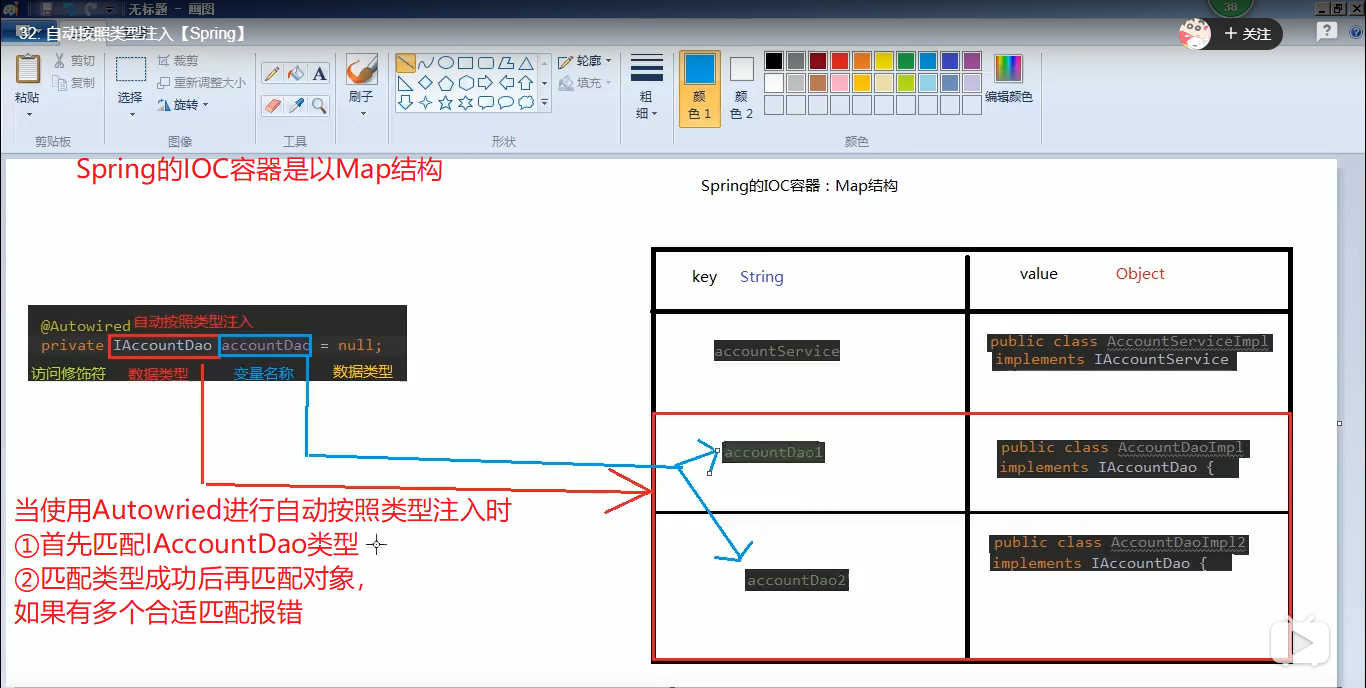 无标题 - 画图
38
32. 自动按照类型注入【Spring】
+ 关注
粘贴
剪切
复制
选择
裁剪
重新调整大小
旋转
A
刷子
轮廓
填充
粗
细
颜
色 1
颜
色 2
编辑颜色
剪贴板
图像
工具
形状
颜色
Spring的IOC容器是以Map结构
Spring的IOC容器：Map结构
key String
value Object
@Autowired 自动按照类型注入
private IAccountDao accountDao = null;
访问修饰符 数据类型 变量名称 数据类型
accountService
public class AccountServiceImpl
implements IAccountService
accountDao1
public class AccountDaoImpl
implements IAccountDao {
accountDao2
public class AccountDaoImpl2
implements IAccountDao {
当使用Autowried进行自动按照类型注入时
①首先匹配IAccountDao类型
②匹配类型成功后再匹配对象，
如果有多个合适匹配报错